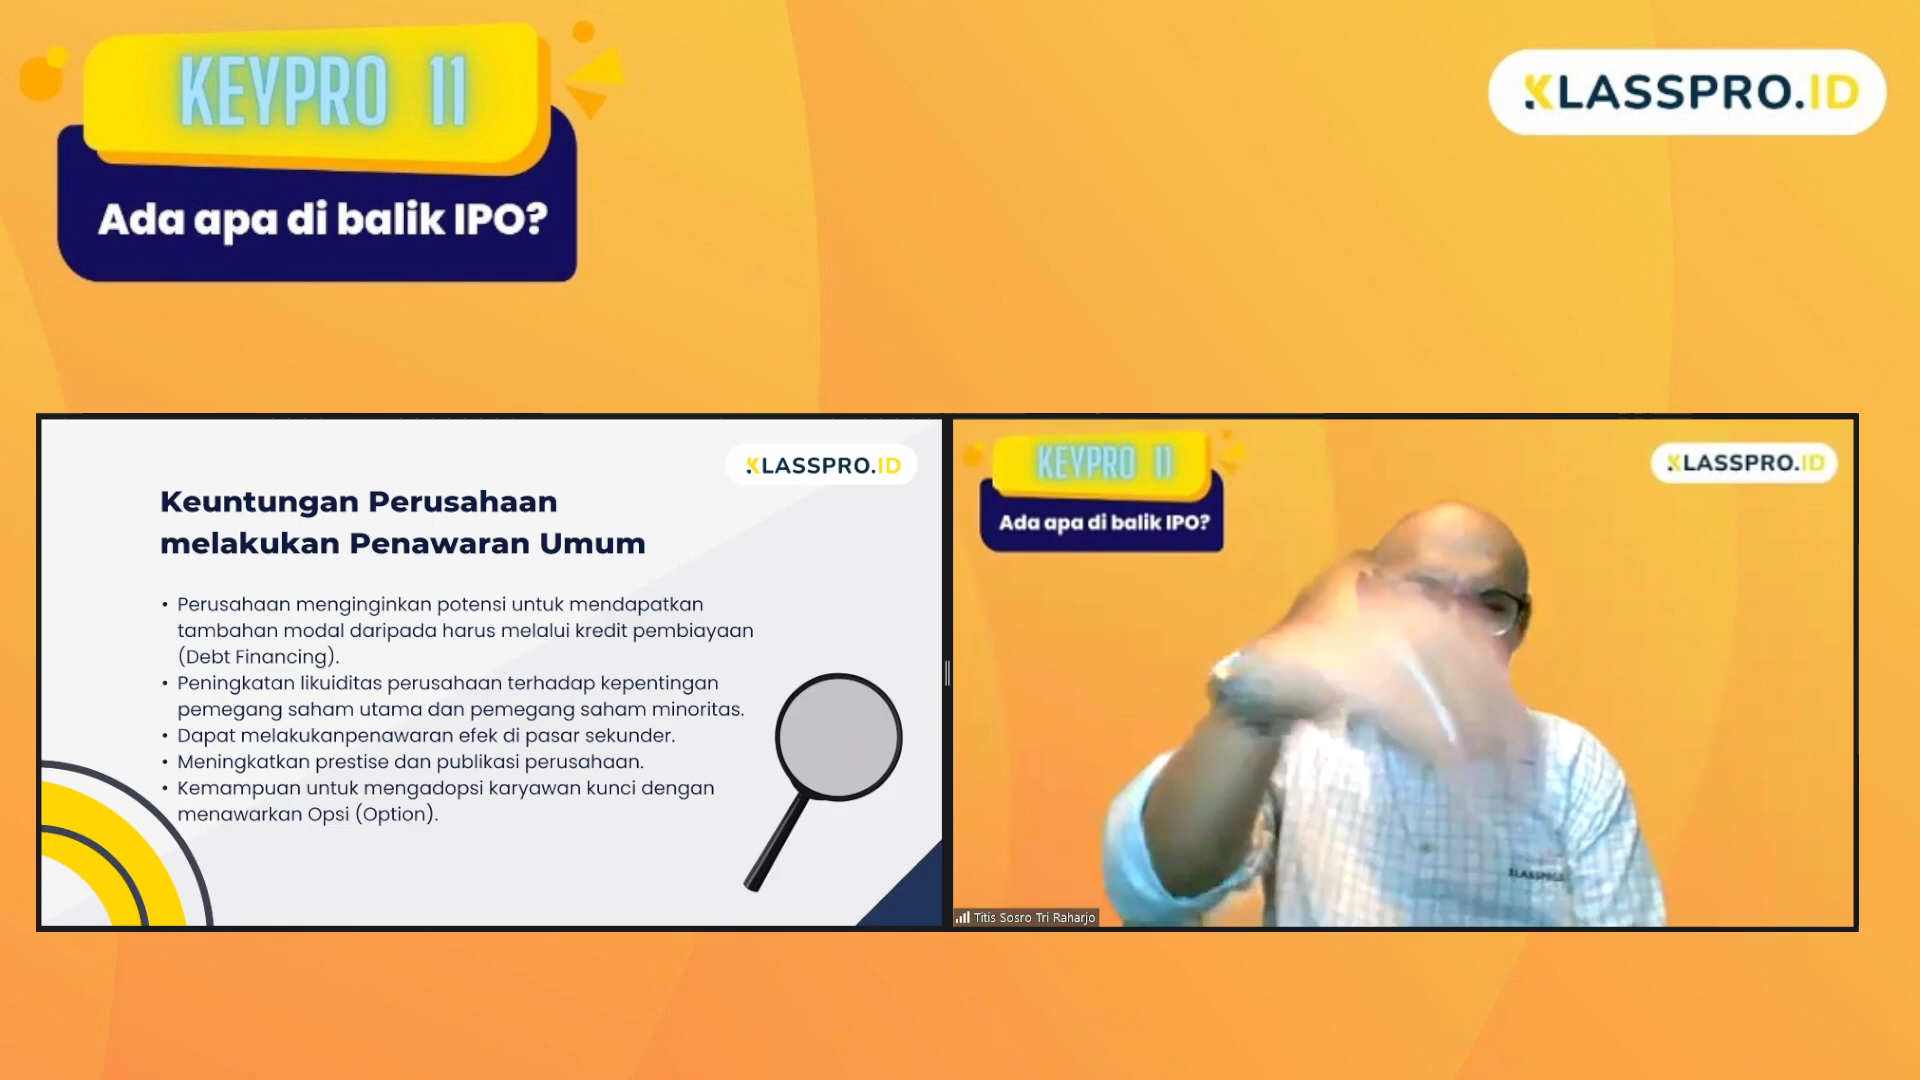 KEYPRO 11
KLASSPRO.ID
Ada apa di balik IPO?
KLASSPRO.ID
Keuntungan Perusahaan
melakukan Penawaran Umum
• Perusahaan menginginkan potensi untuk mendapatkan
tambahan modal daripada harus melalui kredit pembiayaan
(Debt Financing).
• Peningkatan likuiditas perusahaan terhadap kepentingan
pemegang saham utama dan pemegang saham minoritas.
• Dapat melakukanpenawaran efek di pasar sekunder.
• Meningkatkan prestise dan publikasi perusahaan.
• Kemampuan untuk mengadopsi karyawan kunci dengan
menawarkan Opsi (Option).
KEYPRO 11
KLASSPRO.ID
Ada apa di balik IPO?
Titis Sosro Tri Raharjo